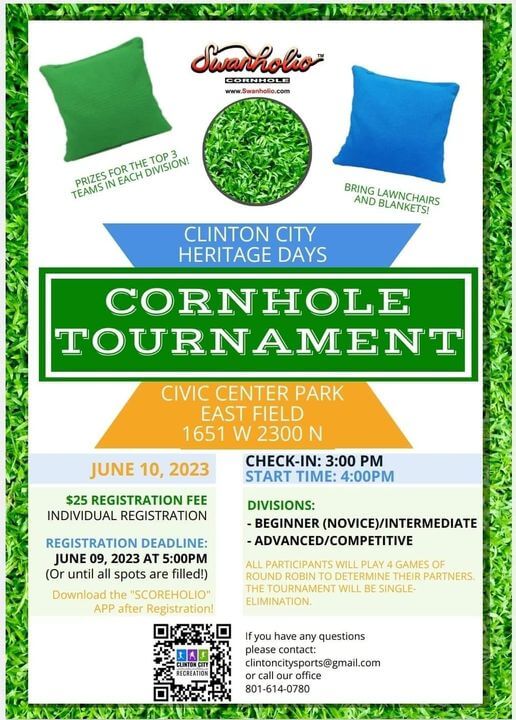 Swanholio™
CORNHOLE
www.Swanholio.com
PRIZES FOR THE TOP 3
TEAMS IN EACH DIVISION!
BRING LAWNCHAIRS
AND BLANKETS!
CLINTON CITY
HERITAGE DAYS
CORNHOLE
TOURNAMENT
CIVIC CENTER PARK
EAST FIELD
1651 W 2300 N
JUNE 10, 2023
CHECK-IN: 3:00 PM
START TIME: 4:00PM
$25 REGISTRATION FEE
INDIVIDUAL REGISTRATION
REGISTRATION DEADLINE:
JUNE 09, 2023 AT 5:00PM
(Or until all spots are filled!)
Download the "SCOREHOLIO"
APP after Registration!
DIVISIONS:
- BEGINNER (NOVICE)/INTERMEDIATE
- ADVANCED/COMPETITIVE
ALL PARTICIPANTS WILL PLAY 4 GAMES OF
ROUND ROBIN TO DETERMINE THEIR PARTNERS.
THE TOURNAMENT WILL BE SINGLE-
ELIMINATION.
CLINTON CITY
RECREATION
If you have any questions
please contact:
clintoncitysports@gmail.com
or call our office
801-614-0780